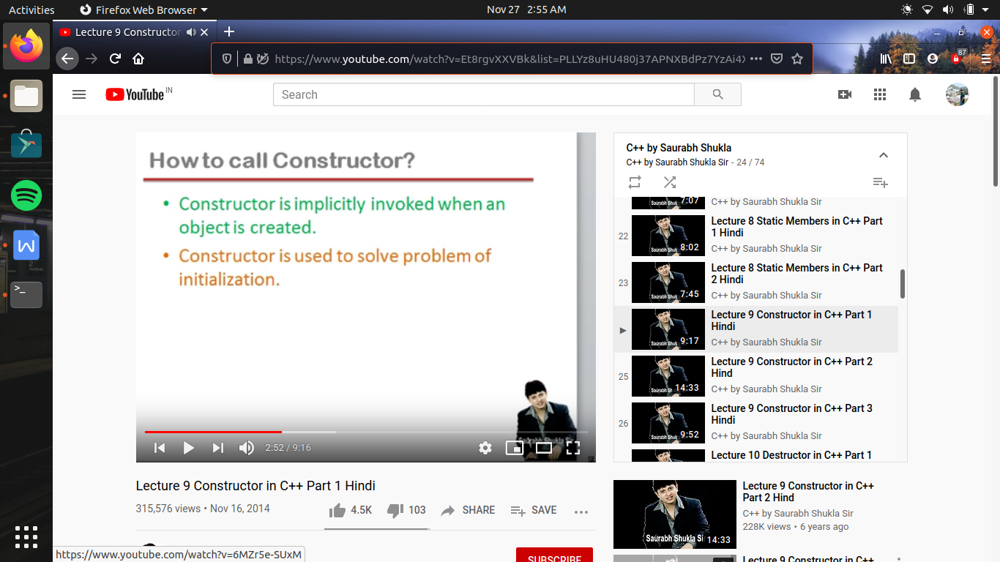 Activities
Firefox Web Browser
Nov 27 2:55 AM
Lecture 9 Constructor
https://www.youtube.com/watch?v=Et8rgvXXVBk&list=PLLYz8uHU480j37APNXBdPz7YzAi4X
87
YouTube IN
Search
How to call Constructor?
• Constructor is implicitly invoked when an
object is created.
• Constructor is used to solve problem of
initialization.
Saurabh Shukla Sir
2:52 / 9:16
C++ by Saurabh Shukla
C++ by Saurabh Shukla Sir - 24 / 74
7:07
C++ by Saurabh Shukla Sir
22
8:02
Lecture 8 Static Members in C++ Part
1 Hindi
C++ by Saurabh Shukla Sir
23
7:45
Lecture 8 Static Members in C++ Part
2 Hindi
C++ by Saurabh Shukla Sir
9:17
Lecture 9 Constructor in C++ Part 1
Hindi
C++ by Saurabh Shukla Sir
25
14:33
Lecture 9 Constructor in C++ Part 2
Hind
C++ by Saurabh Shukla Sir
26
9:52
Lecture 9 Constructor in C++ Part 3
Hindi
C++ by Saurabh Shukla Sir
Lecture 10 Destructor in C++ Part 1
Lecture 9 Constructor in C++ Part 1 Hindi
315,576 views • Nov 16, 2014
4.5K
103
SHARE
SAVE
SUBSCRIBE
https://www.youtube.com/watch?v=6MZr5e-SUxM
Saurabh Shukla Si
14:33
Lecture 9 Constructor in C++
Part 2 Hind
C++ by Saurabh Shukla Sir
228K views • 6 years ago
Lecture 9 Constructor in C++